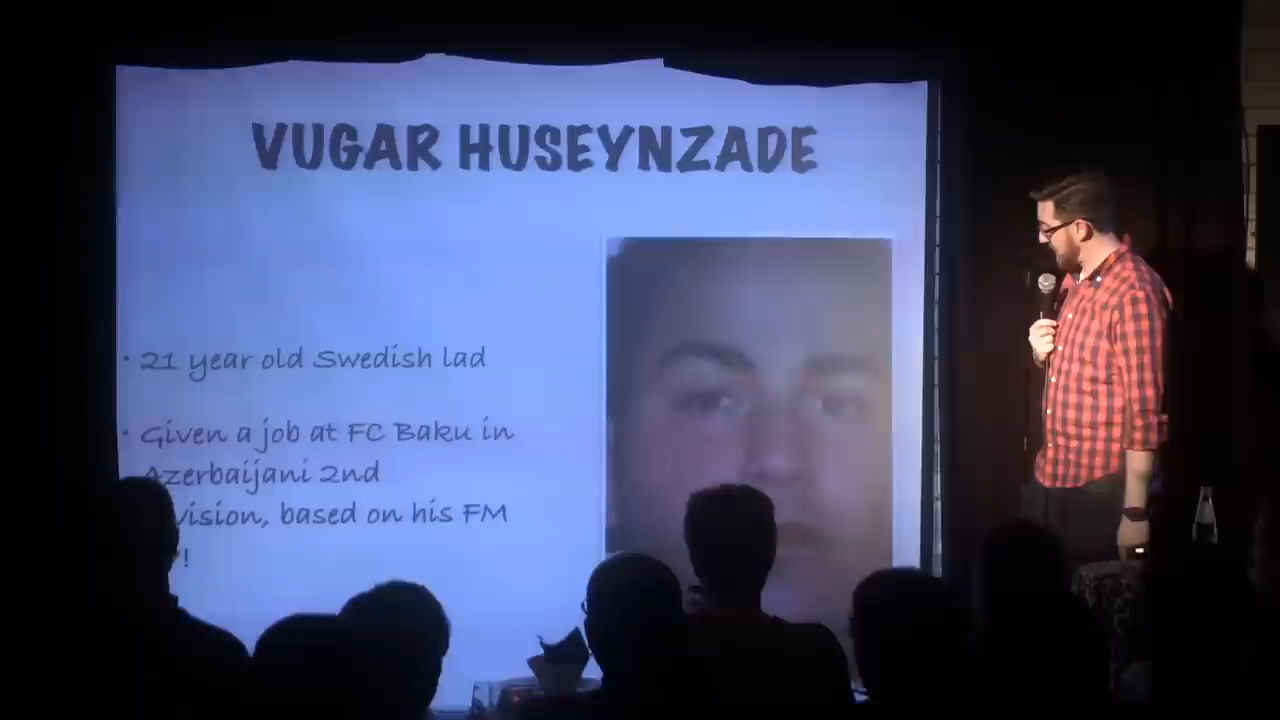 VUGAR HUSEYNZADE
• 21 year old Swedish lad
• Given a job at FC Baku in
Azerbaijani 2nd
vision, based on his FM
!